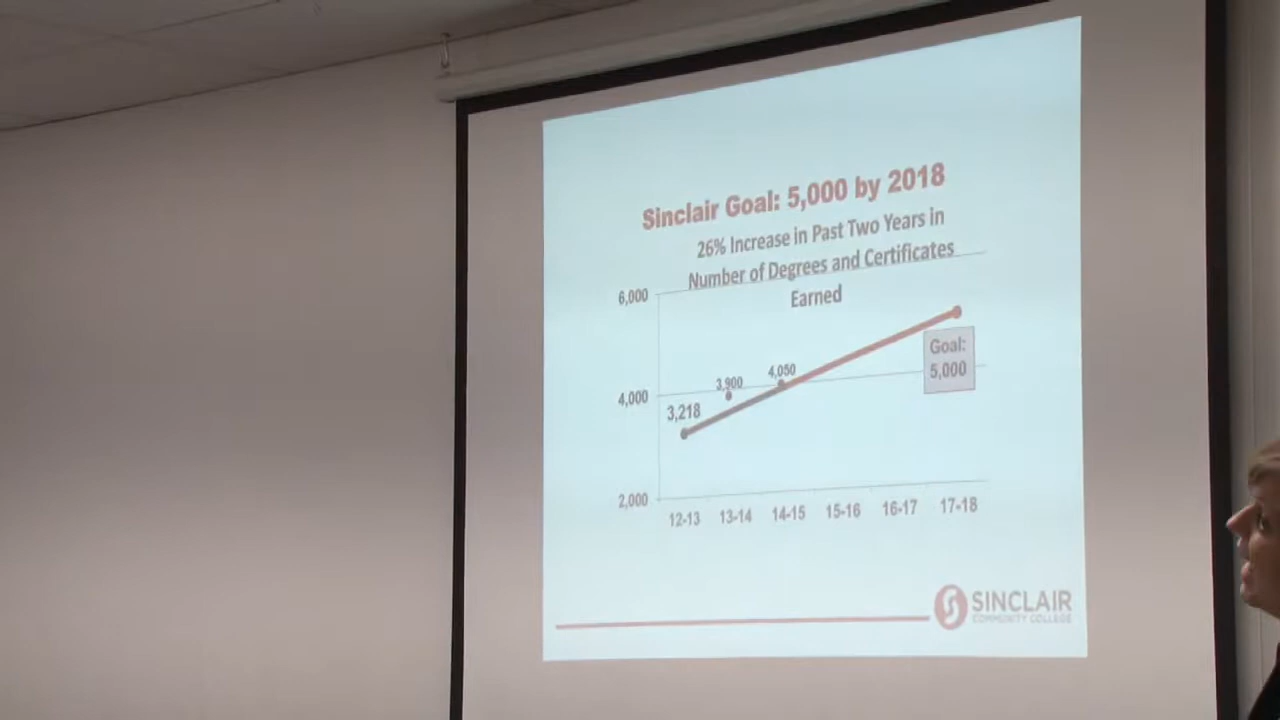 Sinclair Goal: 5,000 by 2018
26% Increase in Past Two Years in
Number of Degrees and Certificates
Earned
6,000
4,000
2,000
3,218
3,900
4,050
Goal:
5,000
12-13 13-14 14-15 15-16 16-17 17-18
SINCLAIR
COMMUNITY COLLEGE